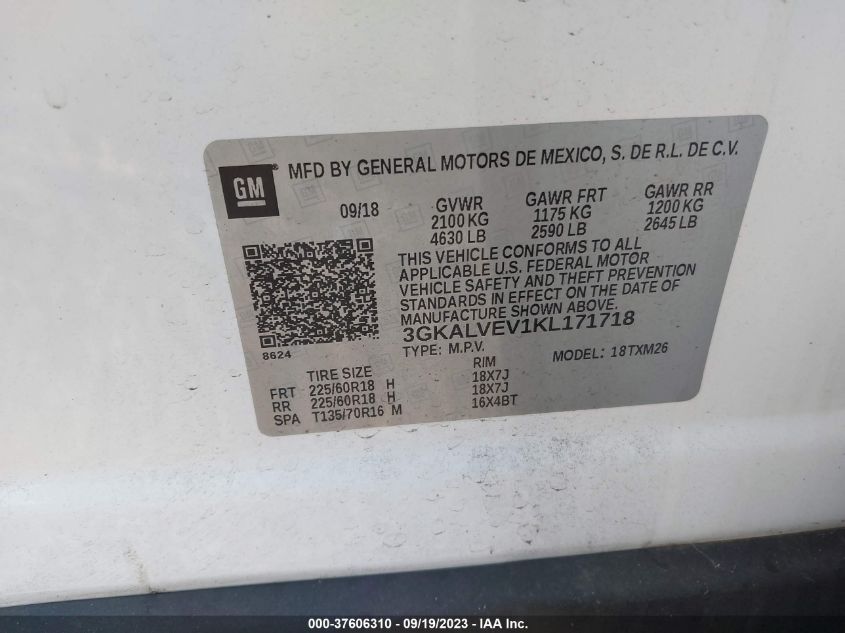 GM ® MFD BY GENERAL MOTORS DE MEXICO, S. DE R.L. DE C.V.
09/18 GVWR GAWR FRT GAWR RR
2100 KG 1175 KG 1200 KG
4630 LB 2590 LB 2645 LB
THIS VEHICLE CONFORMS TO ALL
APPLICABLE U.S. FEDERAL MOTOR
VEHICLE SAFETY AND THEFT PREVENTION
STANDARDS IN EFFECT ON THE DATE OF
MANUFACTURE SHOWN ABOVE.
3GKALVEV1KL171718
8624 TYPE: M.P.V. MODEL: 18TXM26
TIRE SIZE RIM
FRT 225/60R18 H 18X7J
RR 225/60R18 H 18X7J
SPA T135/70R16 M 16X4BT
000-37606310 - 09/19/2023 - IAA Inc.